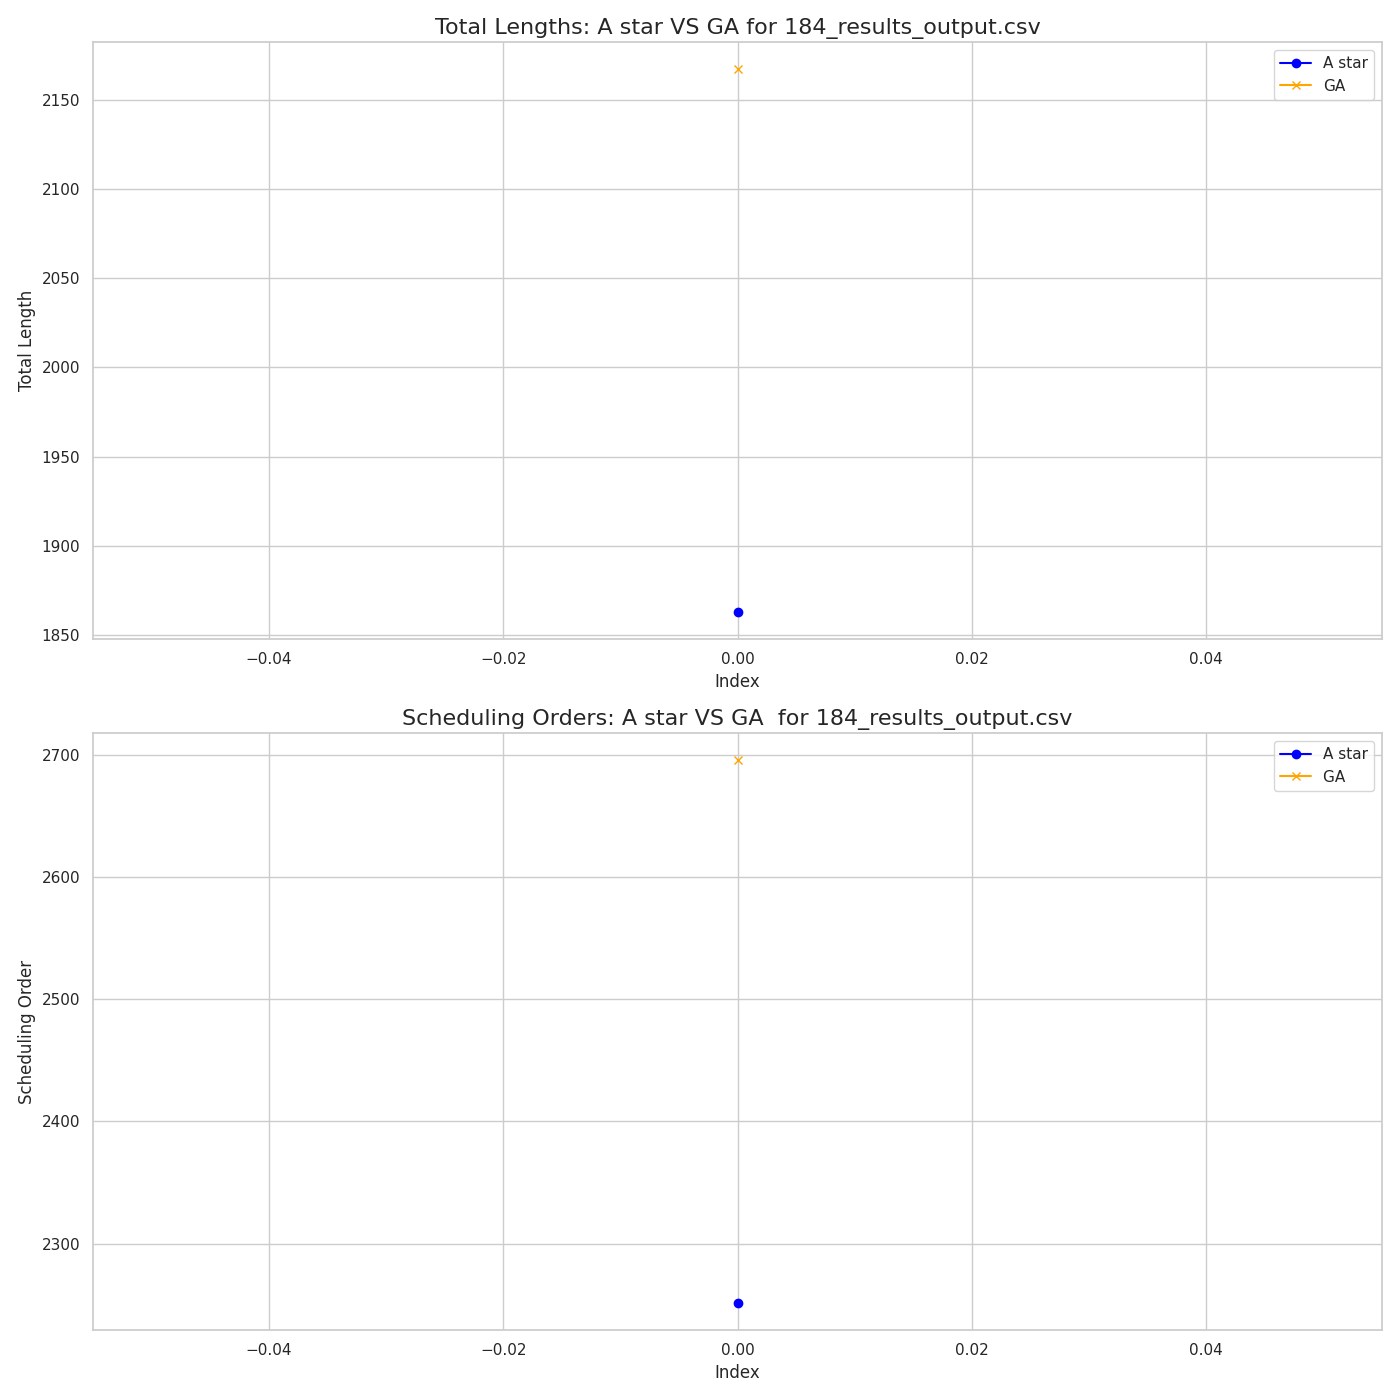 Total Lengths: A star VS GA for 184_results_output.csv
A star
GA
2150
2100
2050
2000
1950
1900
1850
Total Length
−0.04
−0.02
0.00
0.02
0.04
Index
Scheduling Orders: A star VS GA  for 184_results_output.csv
A star
GA
2700
2600
2500
2400
2300
Scheduling Order
−0.04
−0.02
0.00
0.02
0.04
Index